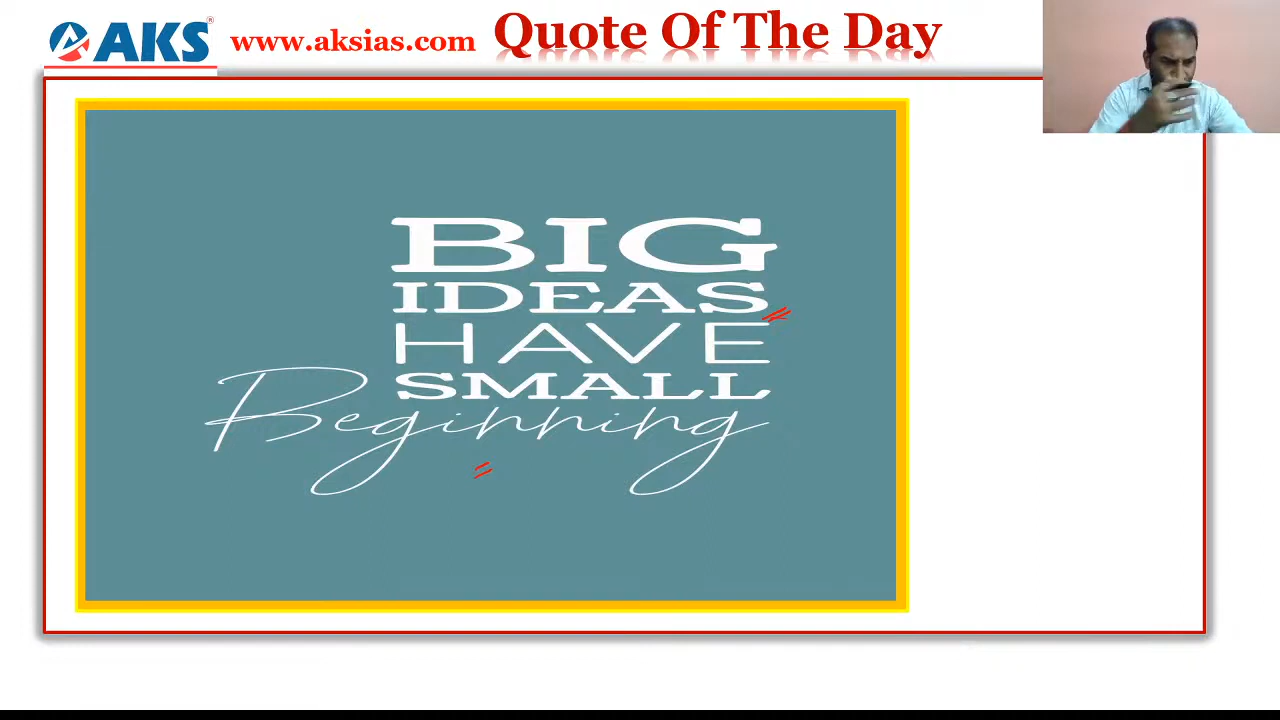 AKS® www.aksias.com Quote Of The Day
BIG
IDEAS
HAVE
SMALL
Beginning